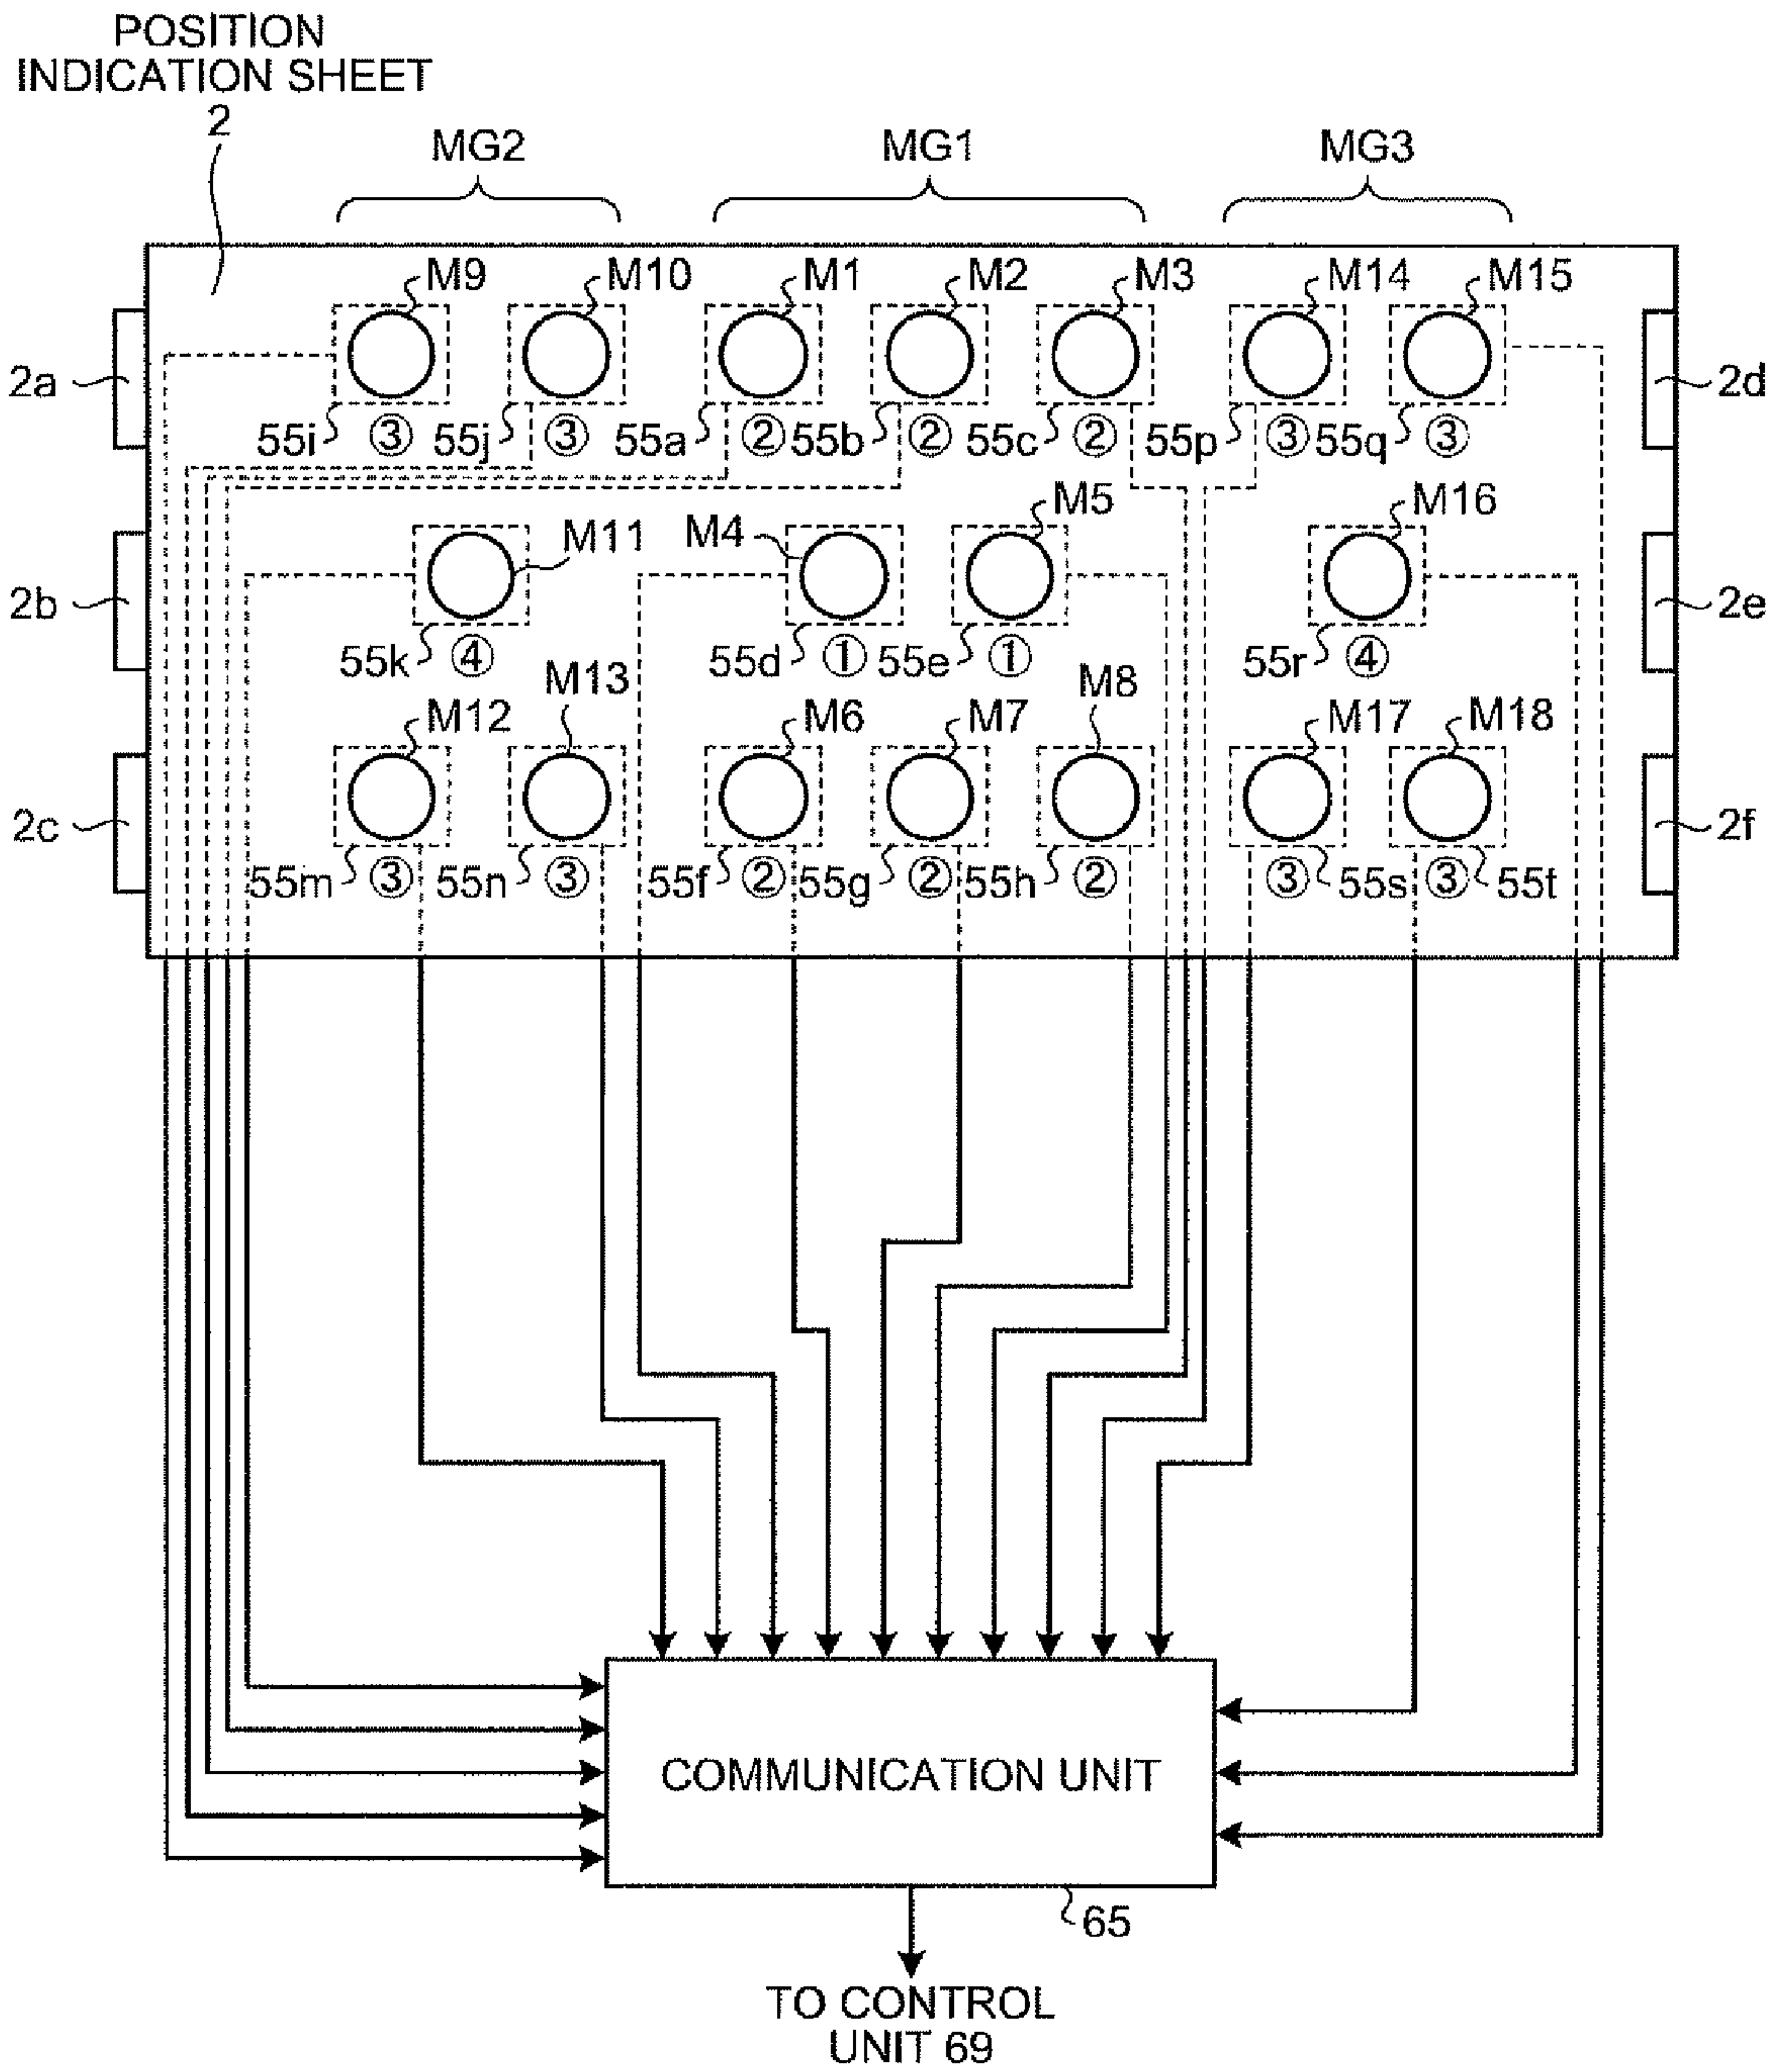 POSITION
INDICATION SHEET
2
MG2 MG1 MG3
M9 M10 M1 M2 M3 M14 M15
2a 2d
55i ③ 55j ③ 55a ② 55b ② 55c ② 55p ③ 55q ③
M11 M4 M5 M16
2b 2e
55k ④ 55d ① 55e ① 55r ④
M12 M13 M6 M7 M8 M17 M18
2c 2f
55m ③ 55n ③ 55f ② 55g ② 55h ② ③ 55s ③ 55t
COMMUNICATION UNIT
65
TO CONTROL
UNIT 69